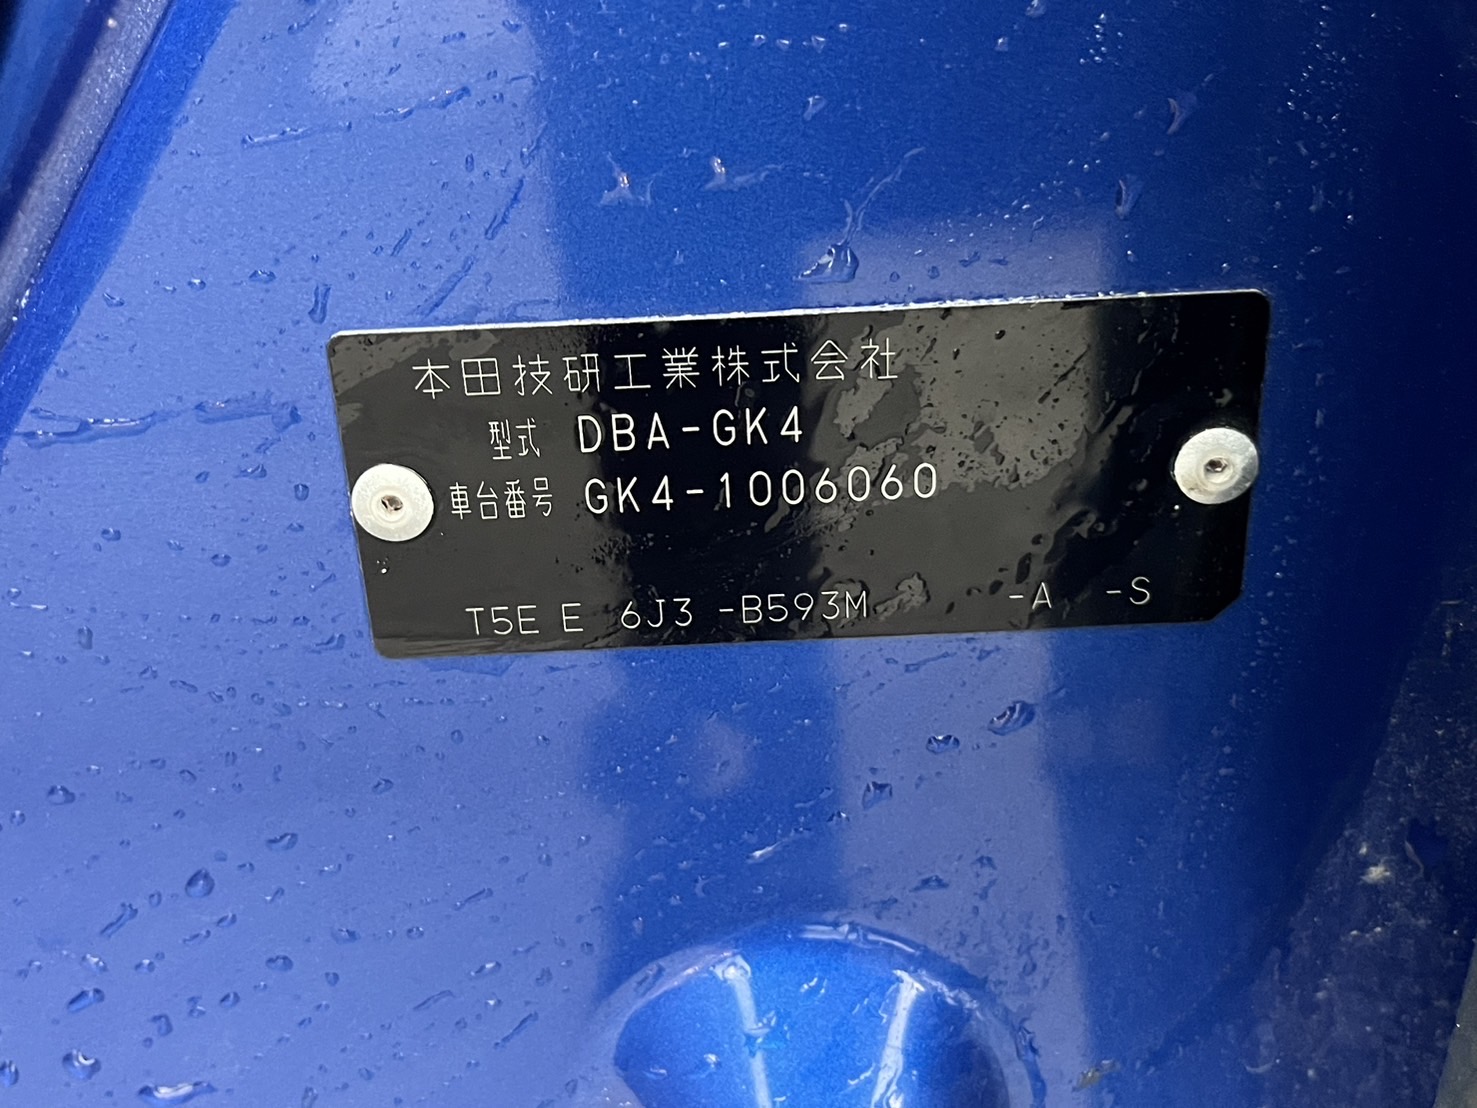 本田技研工業株式会社
型式 DBA-GK4
車台番号 GK4-1006060
T5E E 6J3 -B593M -A -S